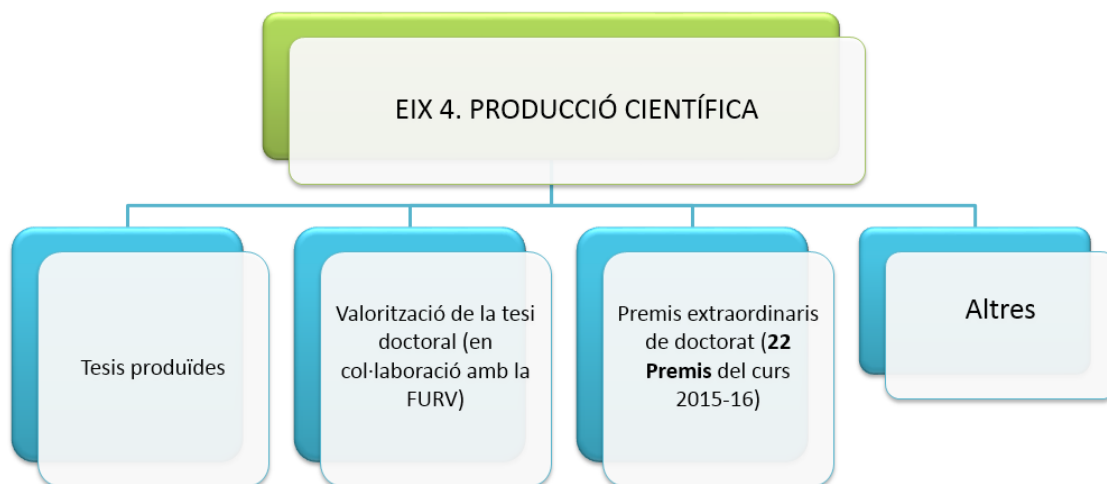 EIX 4. PRODUCCIÓ CIENTÍFICA
Tesis produïdes
Valorització de la tesi
doctoral (en
col·laboració amb la
FURV)
Premis extraordinaris
de doctorat (22
Premis del curs
2015-16)
Altres